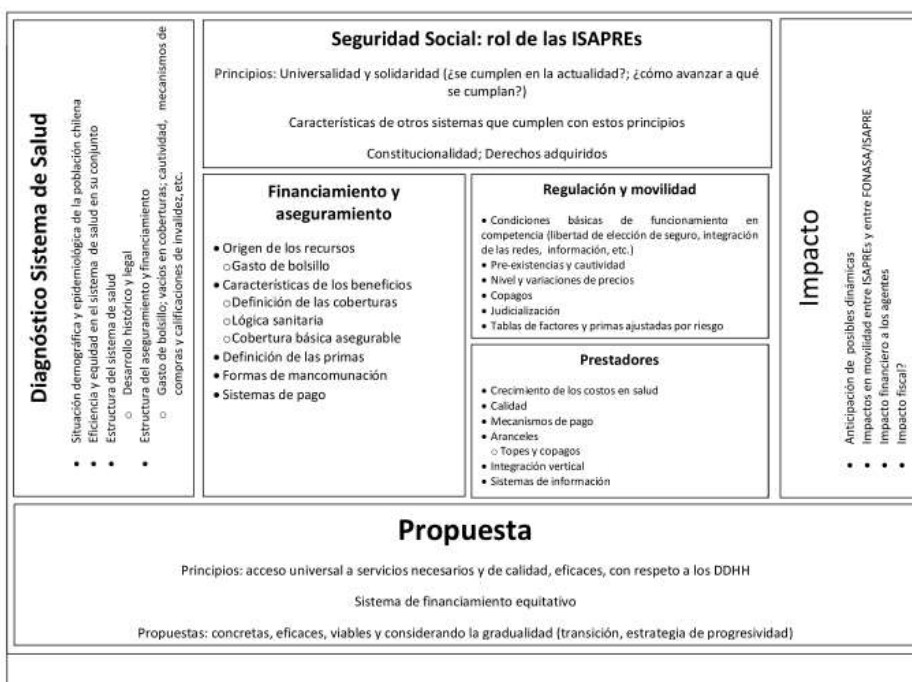 Diagnóstico Sistema de Salud
• Situación demográfica y epidemiológica de la población chilena
• Eficiencia y equidad en el sistema de salud en su conjunto
• Estructura del sistema de salud
○ Desarrollo histórico y legal
• Estructura del aseguramiento y financiamiento
○ Gasto de bolsillo; vacíos en coberturas; cautividad, mecanismos de
compras y calificaciones de invalidez, etc.
Seguridad Social: rol de las ISAPREs
Principios: Universalidad y solidaridad (¿se cumplen en la actualidad?; ¿cómo avanzar a qué
se cumplan?)
Características de otros sistemas que cumplen con estos principios
Constitucionalidad; Derechos adquiridos
Financiamiento y
aseguramiento
• Origen de los recursos
○ Gasto de bolsillo
• Características de los beneficios
○ Definición de las coberturas
○ Lógica sanitaria
○ Cobertura básica asegurable
• Definición de las primas
• Formas de mancomunación
• Sistemas de pago
Regulación y movilidad
• Condiciones básicas de funcionamiento en
competencia (libertad de elección de seguro, integración
de las redes, información, etc.)
• Pre-existencias y cautividad
• Nivel y variaciones de precios
• Copagos
• Judicialización
• Tablas de factores y primas ajustadas por riesgo
Prestadores
• Crecimiento de los costos en salud
• Calidad
• Mecanismos de pago
• Aranceles
○ Topes y copagos
• Integración vertical
• Sistemas de información
Impacto
• Anticipación de posibles dinámicas
• Impactos en movilidad entre ISAPREs y entre FONASA/ISAPRE
• Impacto financiero a los agentes
• Impacto fiscal?
Propuesta
Principios: acceso universal a servicios necesarios y de calidad, eficaces, con respeto a los DDHH
Sistema de financiamiento equitativo
Propuestas: concretas, eficaces, viables y considerando la gradualidad (transición, estrategia de progresividad)